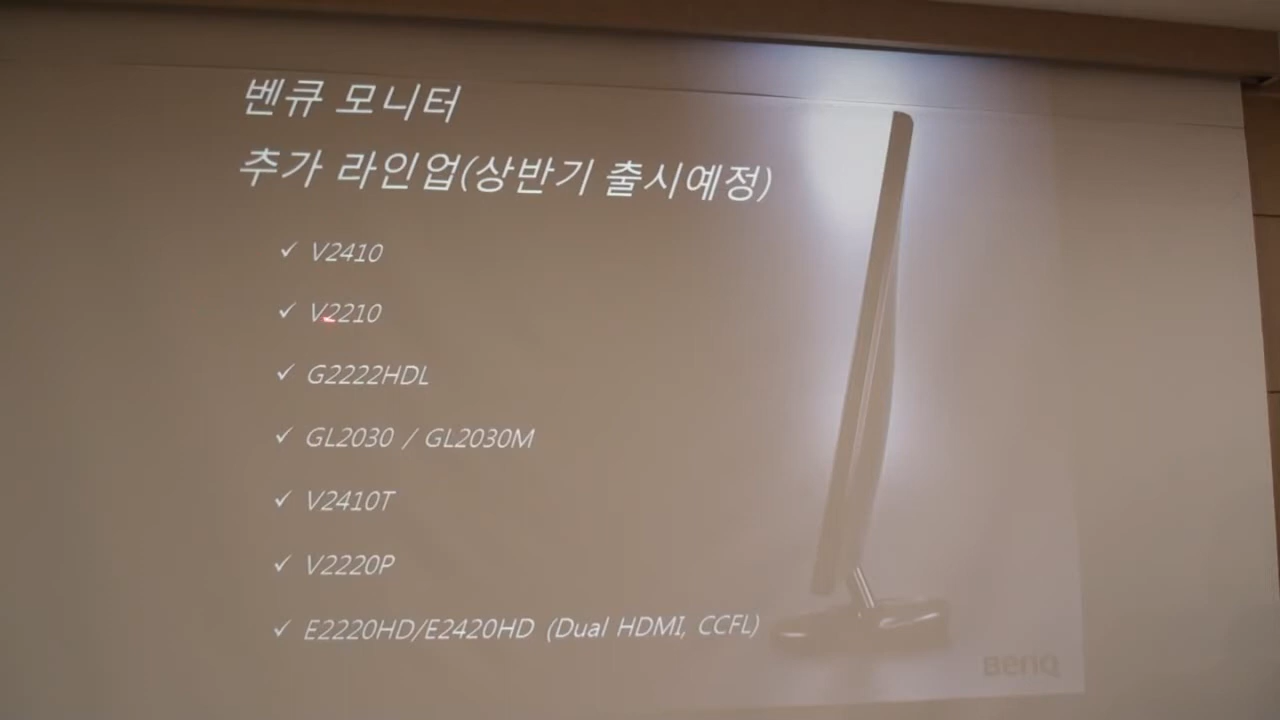 벤큐 모니터
추가 라인업(상반기 출시예정)
✓ V2410
✓ V2210
✓ G2222HDL
✓ GL2030 / GL2030M
✓ V2410T
✓ V2220P
✓ E2220HD/E2420HD (Dual HDMI, CCFL)
BenQ